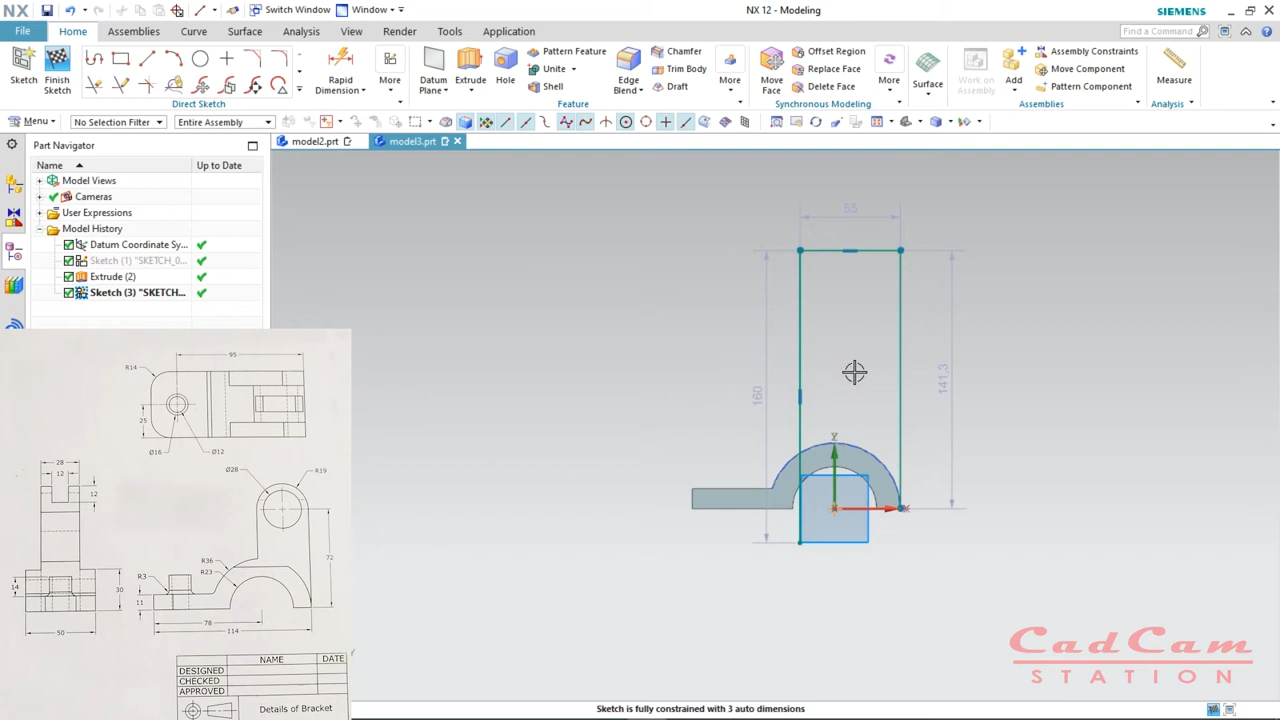 NX
Switch Window
Window
NX 12 - Modeling
SIEMENS
File
Home
Assemblies
Curve
Surface
Analysis
View
Render
Tools
Application
Find a Command
Sketch
Finish Sketch
Rapid Dimension
More
Datum Plane
Extrude
Hole
Pattern Feature
Unite
Shell
Edge Blend
Chamfer
Trim Body
Draft
More
Move Face
Offset Region
Replace Face
Delete Face
More
Surface
Work on Assembly
Add
Assembly Constraints
Move Component
Pattern Component
Measure
Direct Sketch
Feature
Synchronous Modeling
Assemblies
Analysis
Menu
No Selection Filter
Entire Assembly
Part Navigator
model2.prt
model3.prt
Name
Up to Date
Model Views
Cameras
User Expressions
Model History
Datum Coordinate Sy...
Sketch (1) "SKETCH_0...
Extrude (2)
Sketch (3) "SKETCH...
55
160
141.3
Z
95
R14
25
Ø16
Ø12
28
12
12
14
30
50
Ø28
R19
R36
R23
R3
72
11
78
114
NAME
DATE
DESIGNED
CHECKED
APPROVED
Details of Bracket
CadCam
STATION
Sketch is fully constrained with 3 auto dimensions